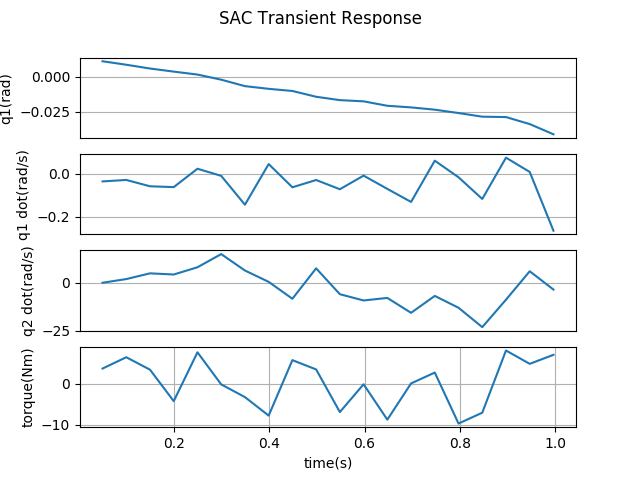 SAC Transient Response
0.000
−0.025
q1(rad)
0.0
−0.2
q1 dot(rad/s)
0
−25
q2 dot(rad/s)
0
−10
torque(Nm)
0.2 0.4 0.6 0.8 1.0
time(s)